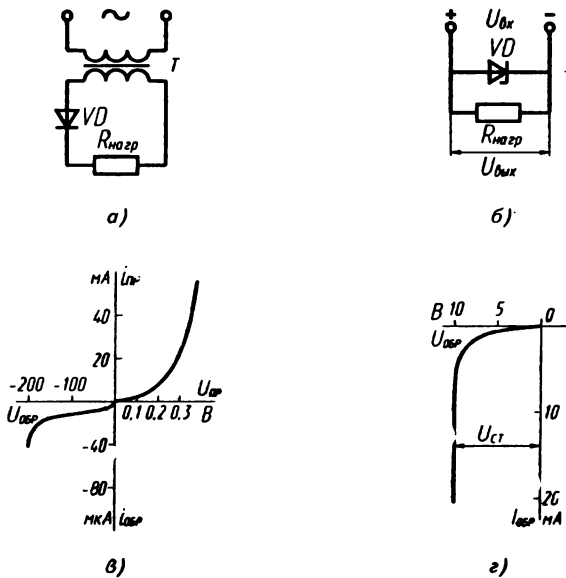 T
VD
Rнагр
а)
+ Uвх -
VD
Rнагр
Uвых
б)
мА iпр
40
20
-200 -100 0
Uпр
Uобр 0,1 0,2 0,3 В
-40
-80
мкА iобр
в)
В 10 5 0
Uобр
10
Uст
20
Iобр мА
г)